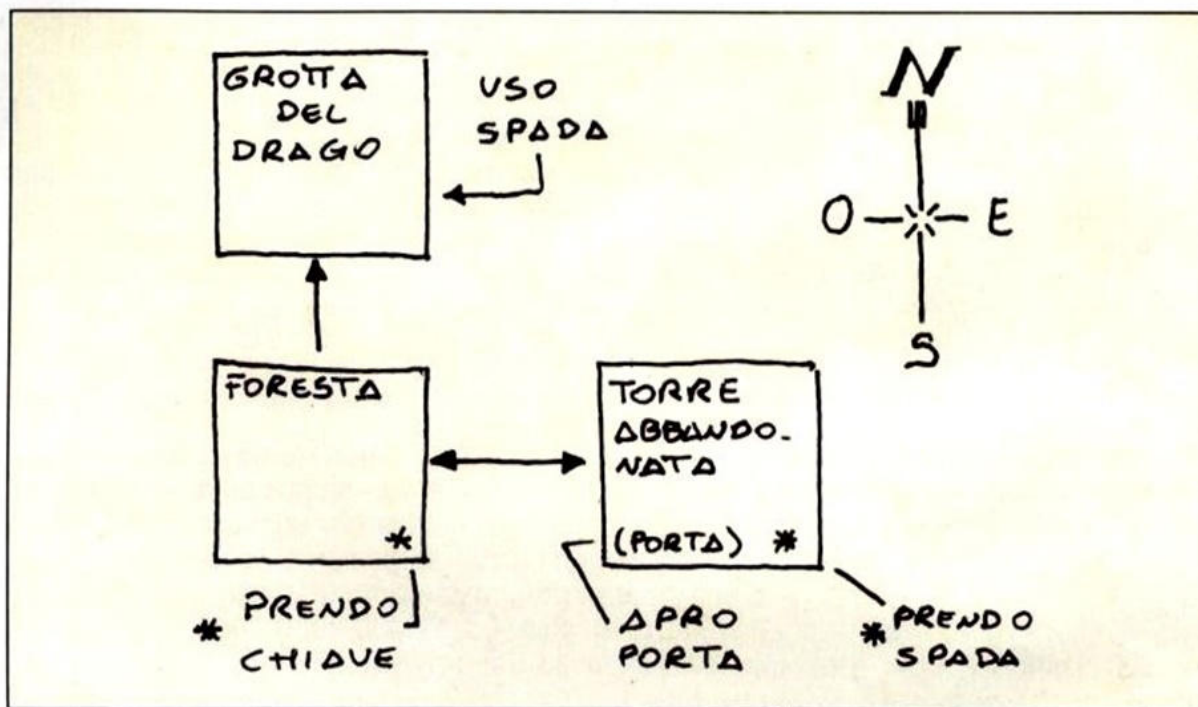 GROTTA
DEL
DRAGO
USO
SPADA
N
O
E
S
FORESTA
*
* PRENDO
CHIAVE
TORRE
ABBANDO-
NATA
(PORTA) *
APRO
PORTA
* PRENDO
SPADA